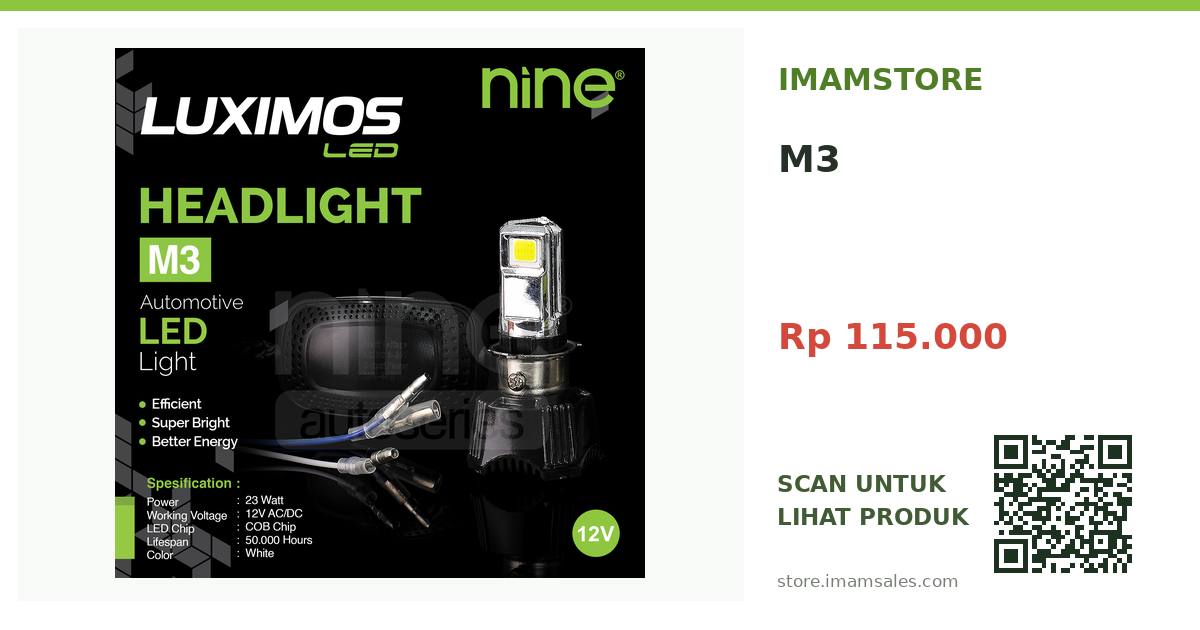 nine®
LUXIMOS
LED
HEADLIGHT
M3
Automotive
LED
Light
• Efficient
• Super Bright
• Better Energy
nine®
autoseries
Spesification :
Power : 23 Watt
Working Voltage : 12V AC/DC
LED Chip : COB Chip
Lifespan : 50.000 Hours
Color : White
12V
IMAMSTORE
M3
Rp 115.000
SCAN UNTUK
LIHAT PRODUK
store.imamsales.com